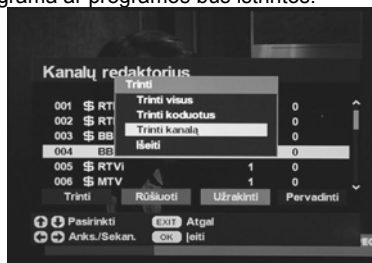 grama ar programos bus ištrintos.
Kanalų redaktorius
Trinti
Trinti visus
Trinti koduotus
Trinti kanalą
Išeiti
001 $ RT 0
002 $ RT 0
003 $ BB 0
004 BB 0
005 $ RTVi 1 0
006 $ MTV 1 0
Trinti Rūšiuoti Užrakinti Pervadinti
Pasirinkti EXIT Atgal
Anks./Sekan. OK Įeiti